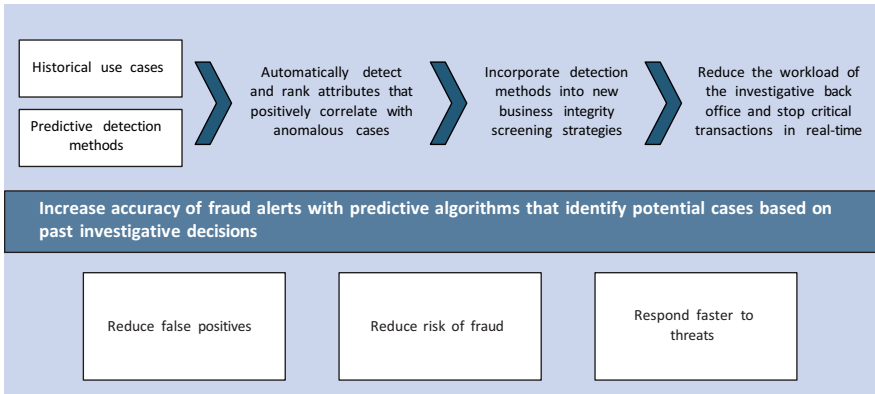 Historical use cases
Predictive detection
methods
Automatically detect
and rank attributes that
positively correlate with
anomalous cases
Incorporate detection
methods into new
business integrity
screening strategies
Reduce the workload of
the investigative back
office and stop critical
transactions in real-time
Increase accuracy of fraud alerts with predictive algorithms that identify potential cases based on
past investigative decisions
Reduce false positives
Reduce risk of fraud
Respond faster to
threats